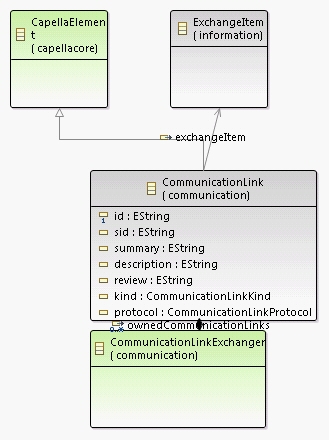 CapellaElemen
t
(capellacore)
ExchangeItem
(information)
exchangeItem
CommunicationLink
(communication)
id : EString
sid : EString
summary : EString
description : EString
review : EString
kind : CommunicationLinkKind
protocol : CommunicationLinkProtocol
ownedCommunicationLinks
CommunicationLinkExchanger
(communication)